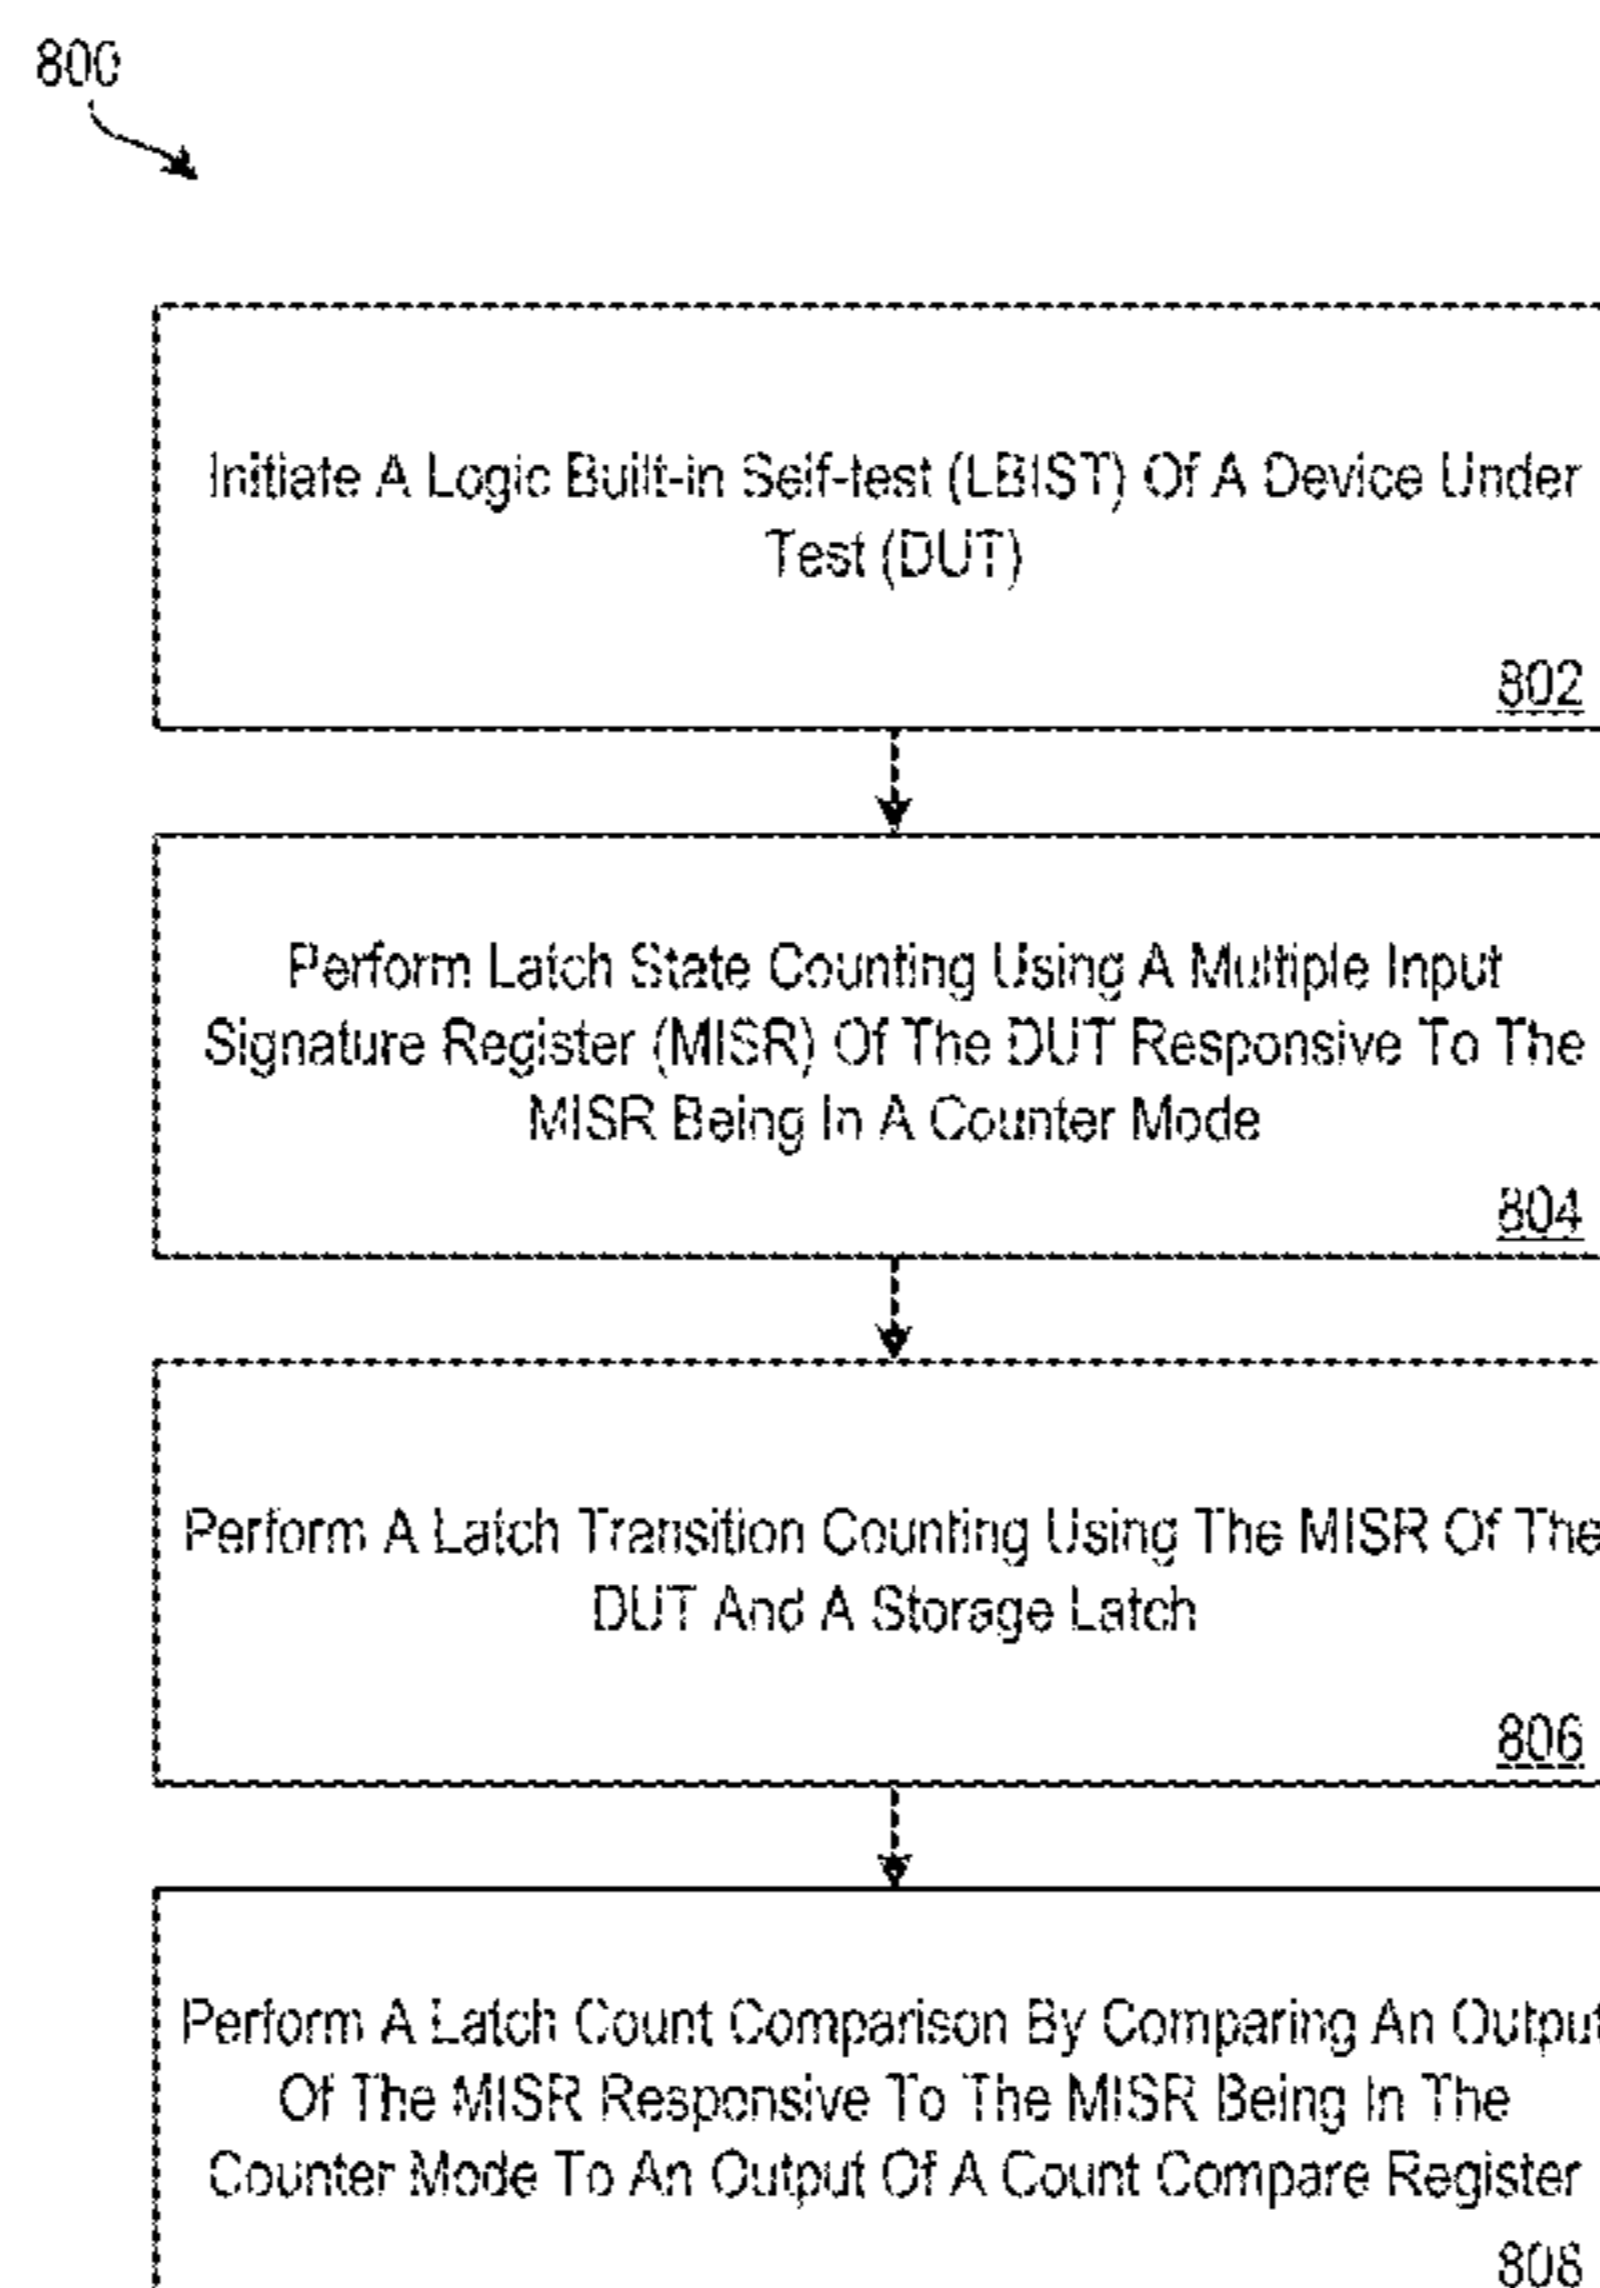 800
Initiate A Logic Built-in Self-test (LBIST) Of A Device Under
Test (DUT)
802
Perform Latch State Counting Using A Multiple Input
Signature Register (MISR) Of The DUT Responsive To The
MISR Being In A Counter Mode
804
Perform A Latch Transition Counting Using The MISR Of The
DUT And A Storage Latch
806
Perform A Latch Count Comparison By Comparing An Output
Of The MISR Responsive To The MISR Being In The
Counter Mode To An Output Of A Count Compare Register
808